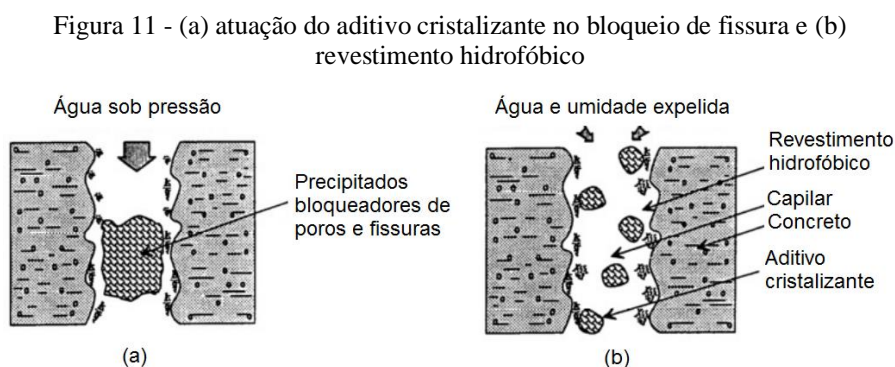 Figura 11 - (a) atuação do aditivo cristalizante no bloqueio de fissura e (b)
revestimento hidrofóbico
Água sob pressão
Precipitados
bloqueadores de
poros e fissuras
(a)
Água e umidade expelida
Revestimento
hidrofóbico
Capilar
Concreto
Aditivo
cristalizante
(b)